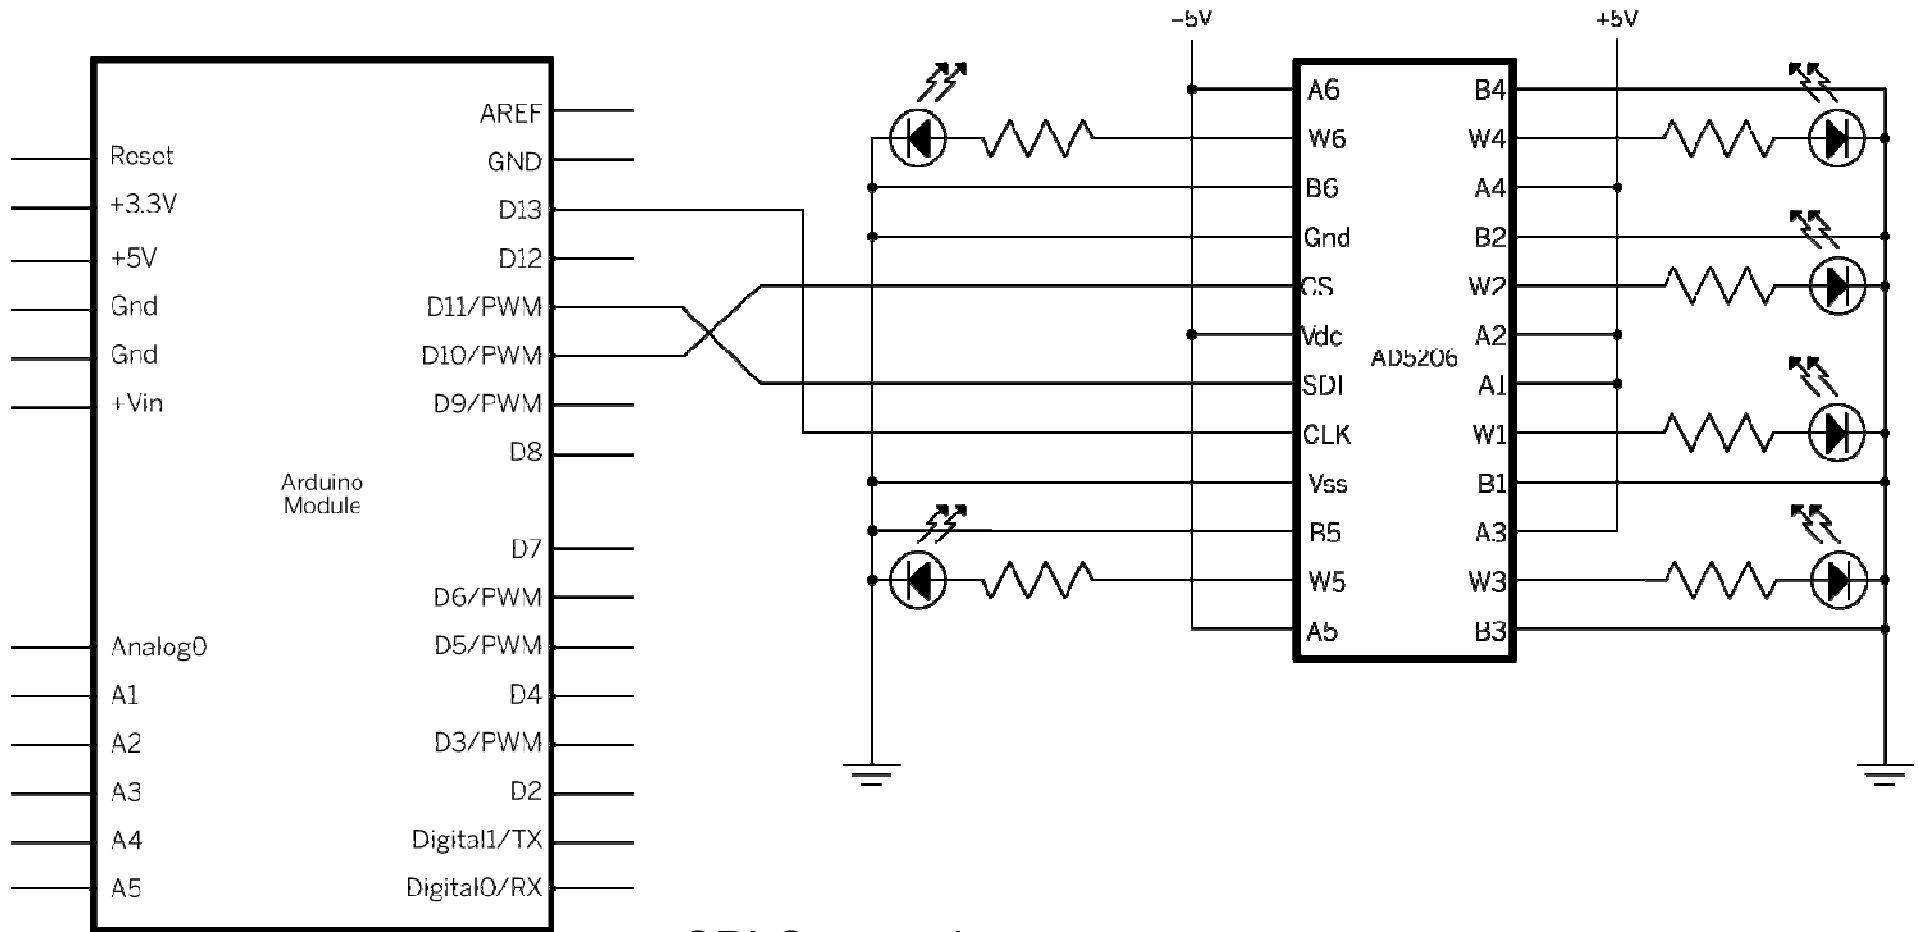 -5V
+5V
AREF
Reset
GND
+3.3V
D13
+5V
D12
Gnd
D11/PWM
Gnd
D10/PWM
+Vin
D9/PWM
D8
Arduino
Module
D7
D6/PWM
Analog0
D5/PWM
A1
D4
A2
D3/PWM
A3
D2
A4
Digital1/TX
A5
Digital0/RX
A6
B4
W6
W4
B6
A4
Gnd
B2
CS
W2
Vdc
A2
AD5206
SDI
A1
CLK
W1
Vss
B1
B5
A3
W5
W3
A5
B3